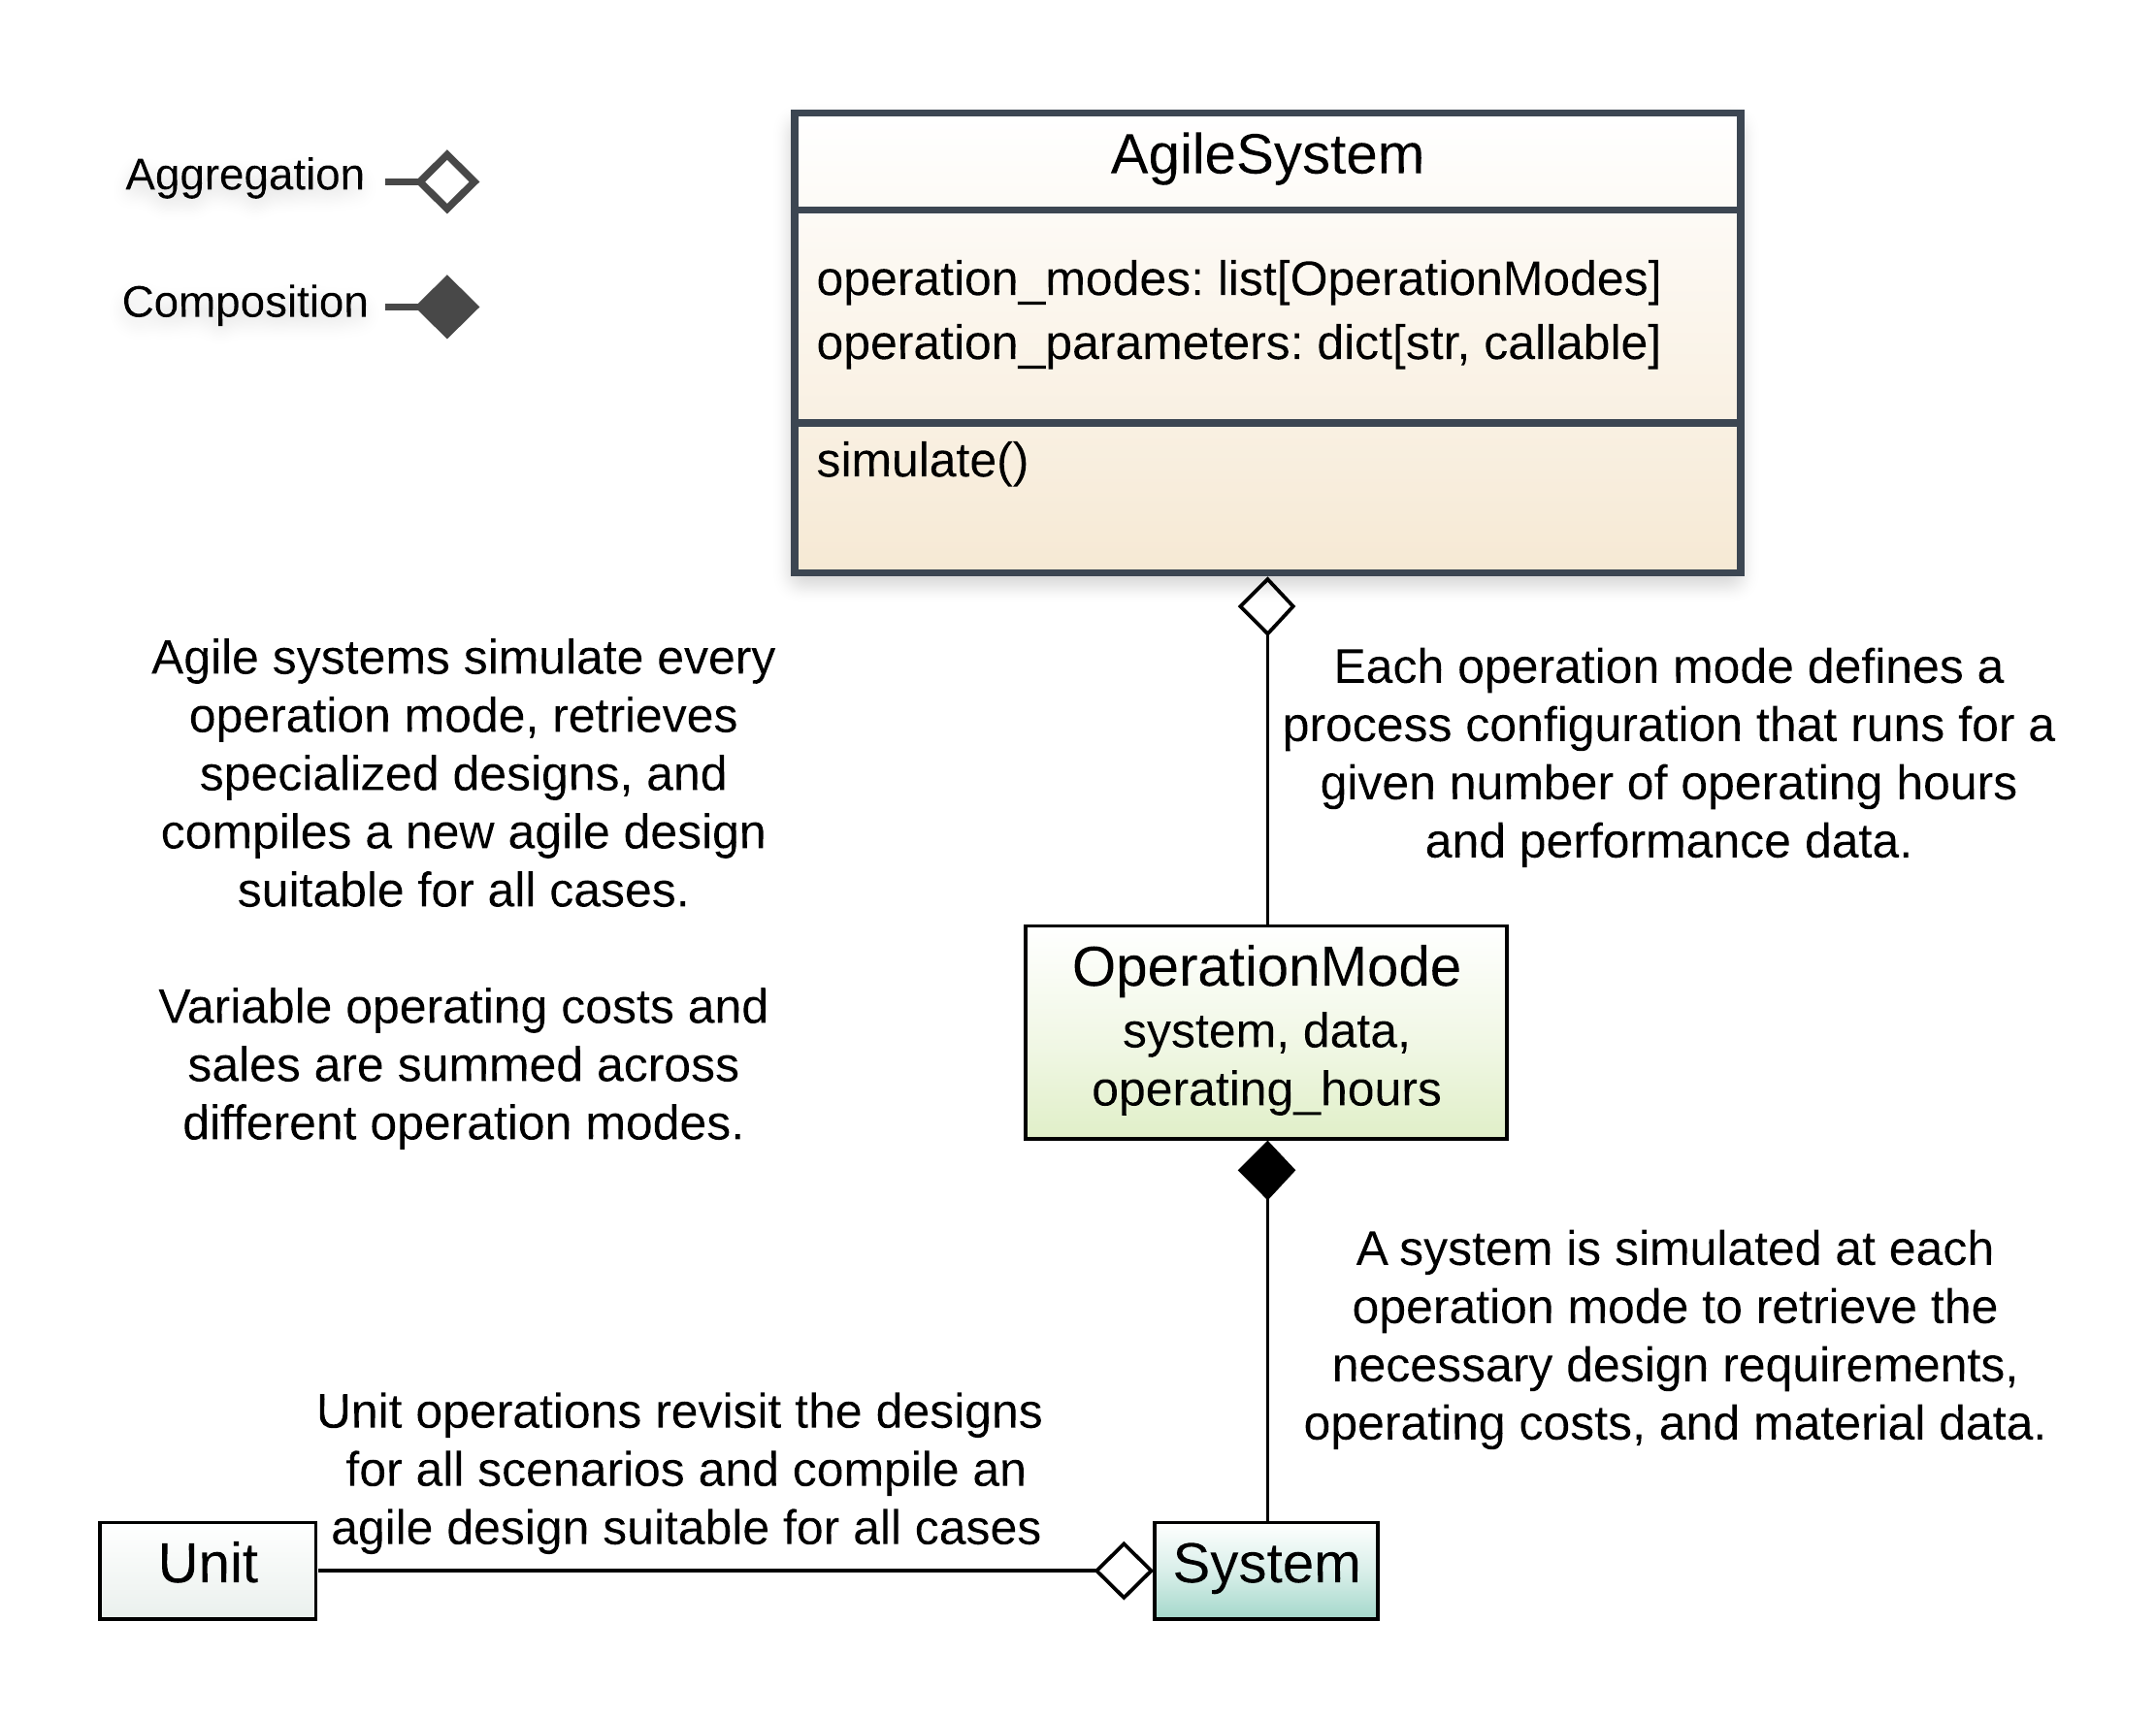 Aggregation
Composition
AgileSystem
operation_modes: list[OperationModes]
operation_parameters: dict[str, callable]
simulate()
Agile systems simulate every
operation mode, retrieves
specialized designs, and
compiles a new agile design
suitable for all cases.
Variable operating costs and
sales are summed across
different operation modes.
Each operation mode defines a
process configuration that runs for a
given number of operating hours
and performance data.
OperationMode
system, data,
operating_hours
A system is simulated at each
operation mode to retrieve the
necessary design requirements,
operating costs, and material data.
Unit operations revisit the designs
for all scenarios and compile an
agile design suitable for all cases
Unit
System